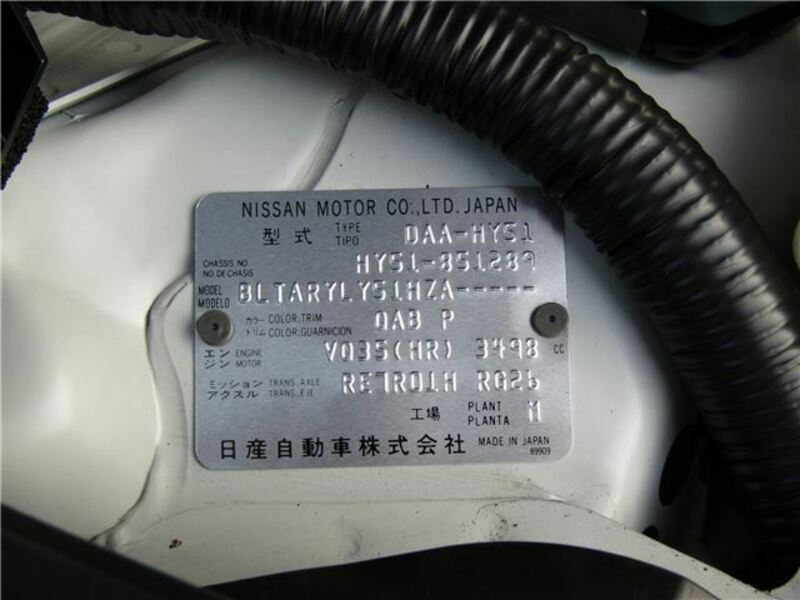 NISSAN MOTOR CO.,LTD.JAPAN
型式 TYPE TIPO DAA-HY51
CHASSIS NO. NO.DE CHASIS HY51-851289
MODEL MODELO BLTARYLY51HZA-----
カラー COLOR,TRIM トリム COLOR,GUARNICION QAB P
エンジン ENGINE MOTOR VQ35(HR) 3498 CC
ミッション TRANS. AXLE アクスル TRANS. EJE RE7R01H RG26
工場 PLANT PLANTA M
日産自動車株式会社 MADE IN JAPAN
89909